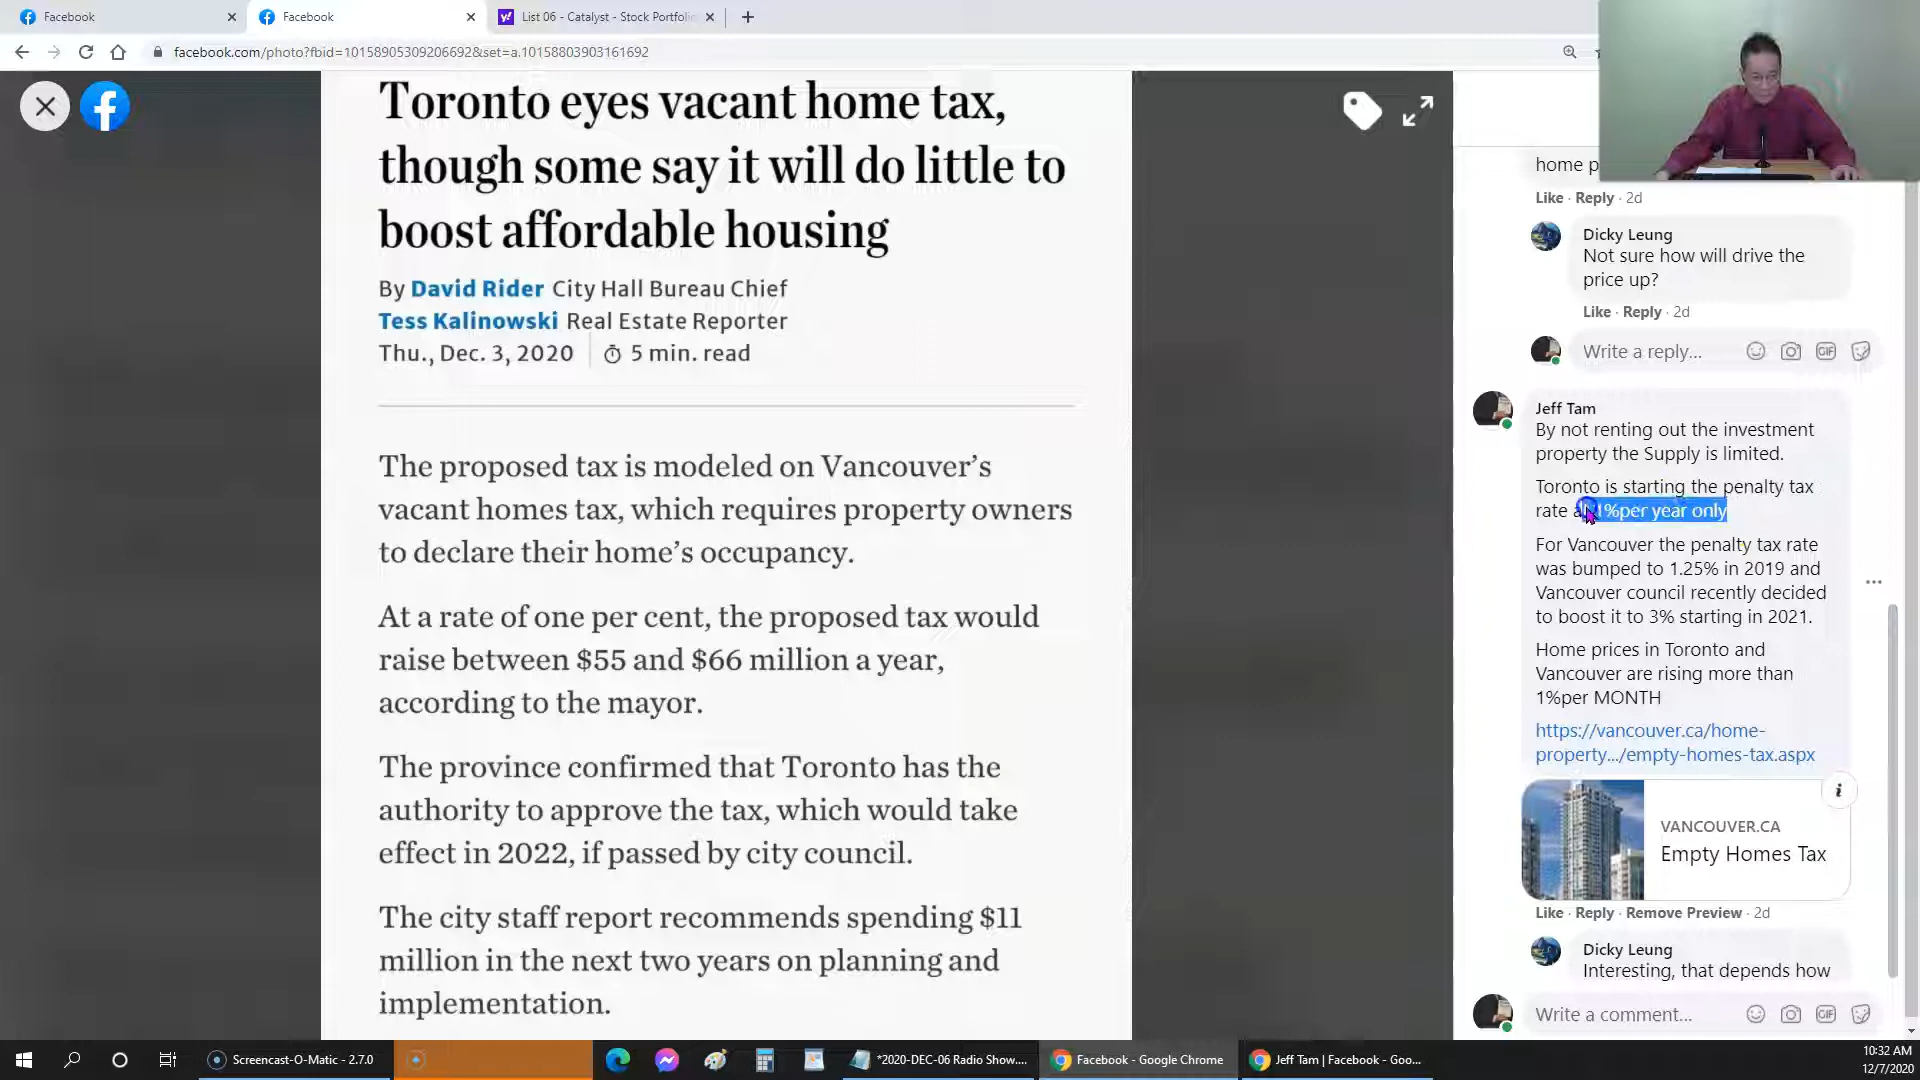 Facebook
Facebook
List 06 - Catalyst - Stock Portfoli
facebook.com/photo?fbid=10158905309206692&set=a.10158803903161692
Toronto eyes vacant home tax,
though some say it will do little to
boost affordable housing
By David Rider City Hall Bureau Chief
Tess Kalinowski Real Estate Reporter
Thu., Dec. 3, 2020 5 min. read
The proposed tax is modeled on Vancouver's
vacant homes tax, which requires property owners
to declare their home's occupancy.
At a rate of one per cent, the proposed tax would
raise between $55 and $66 million a year,
according to the mayor.
The province confirmed that Toronto has the
authority to approve the tax, which would take
effect in 2022, if passed by city council.
The city staff report recommends spending $11
million in the next two years on planning and
implementation.
home p
Like · Reply · 2d
Dicky Leung
Not sure how will drive the
price up?
Like · Reply · 2d
Write a reply...
GIF
Jeff Tam
By not renting out the investment
property the Supply is limited.
Toronto is starting the penalty tax
rate 1%per year only
For Vancouver the penalty tax rate
was bumped to 1.25% in 2019 and
Vancouver council recently decided
to boost it to 3% starting in 2021.
Home prices in Toronto and
Vancouver are rising more than
1%per MONTH
https://vancouver.ca/home-
property.../empty-homes-tax.aspx
VANCOUVER.CA
Empty Homes Tax
Like · Reply · Remove Preview · 2d
Dicky Leung
Interesting, that depends how
Write a comment...
GIF
Screencast-O-Matic - 2.7.0
*2020-DEC-06 Radio Show....
Facebook - Google Chrome
Jeff Tam | Facebook - Goo...
10:32 AM
12/7/2020